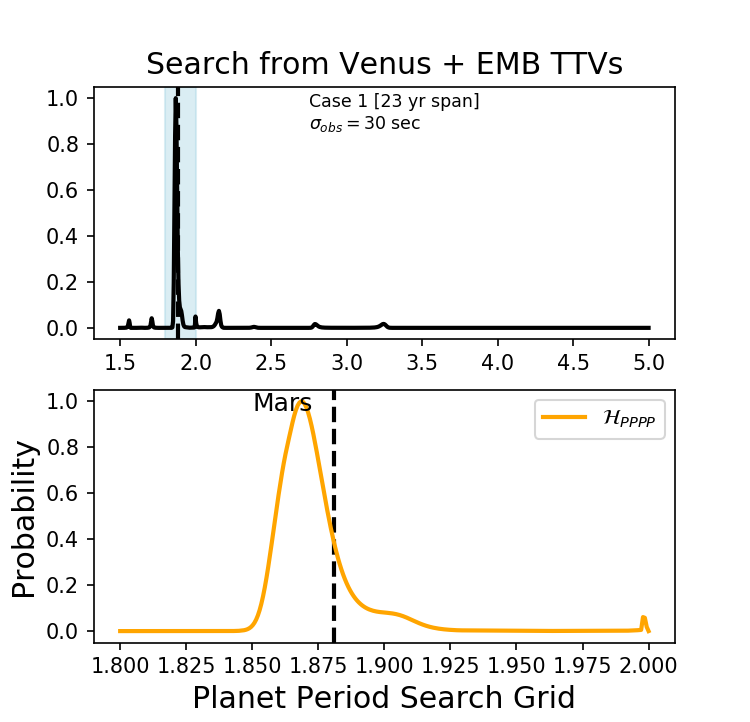 Search from Venus + EMB TTVs
Case 1 [23 yr span]
σ_obs = 30 sec
1.0
0.8
0.6
0.4
0.2
0.0
1.5 2.0 2.5 3.0 3.5 4.0 4.5 5.0
Mars
ℋ_PPPP
1.0
0.8
0.6
0.4
0.2
0.0
Probability
1.800 1.825 1.850 1.875 1.900 1.925 1.950 1.975 2.000
Planet Period Search Grid